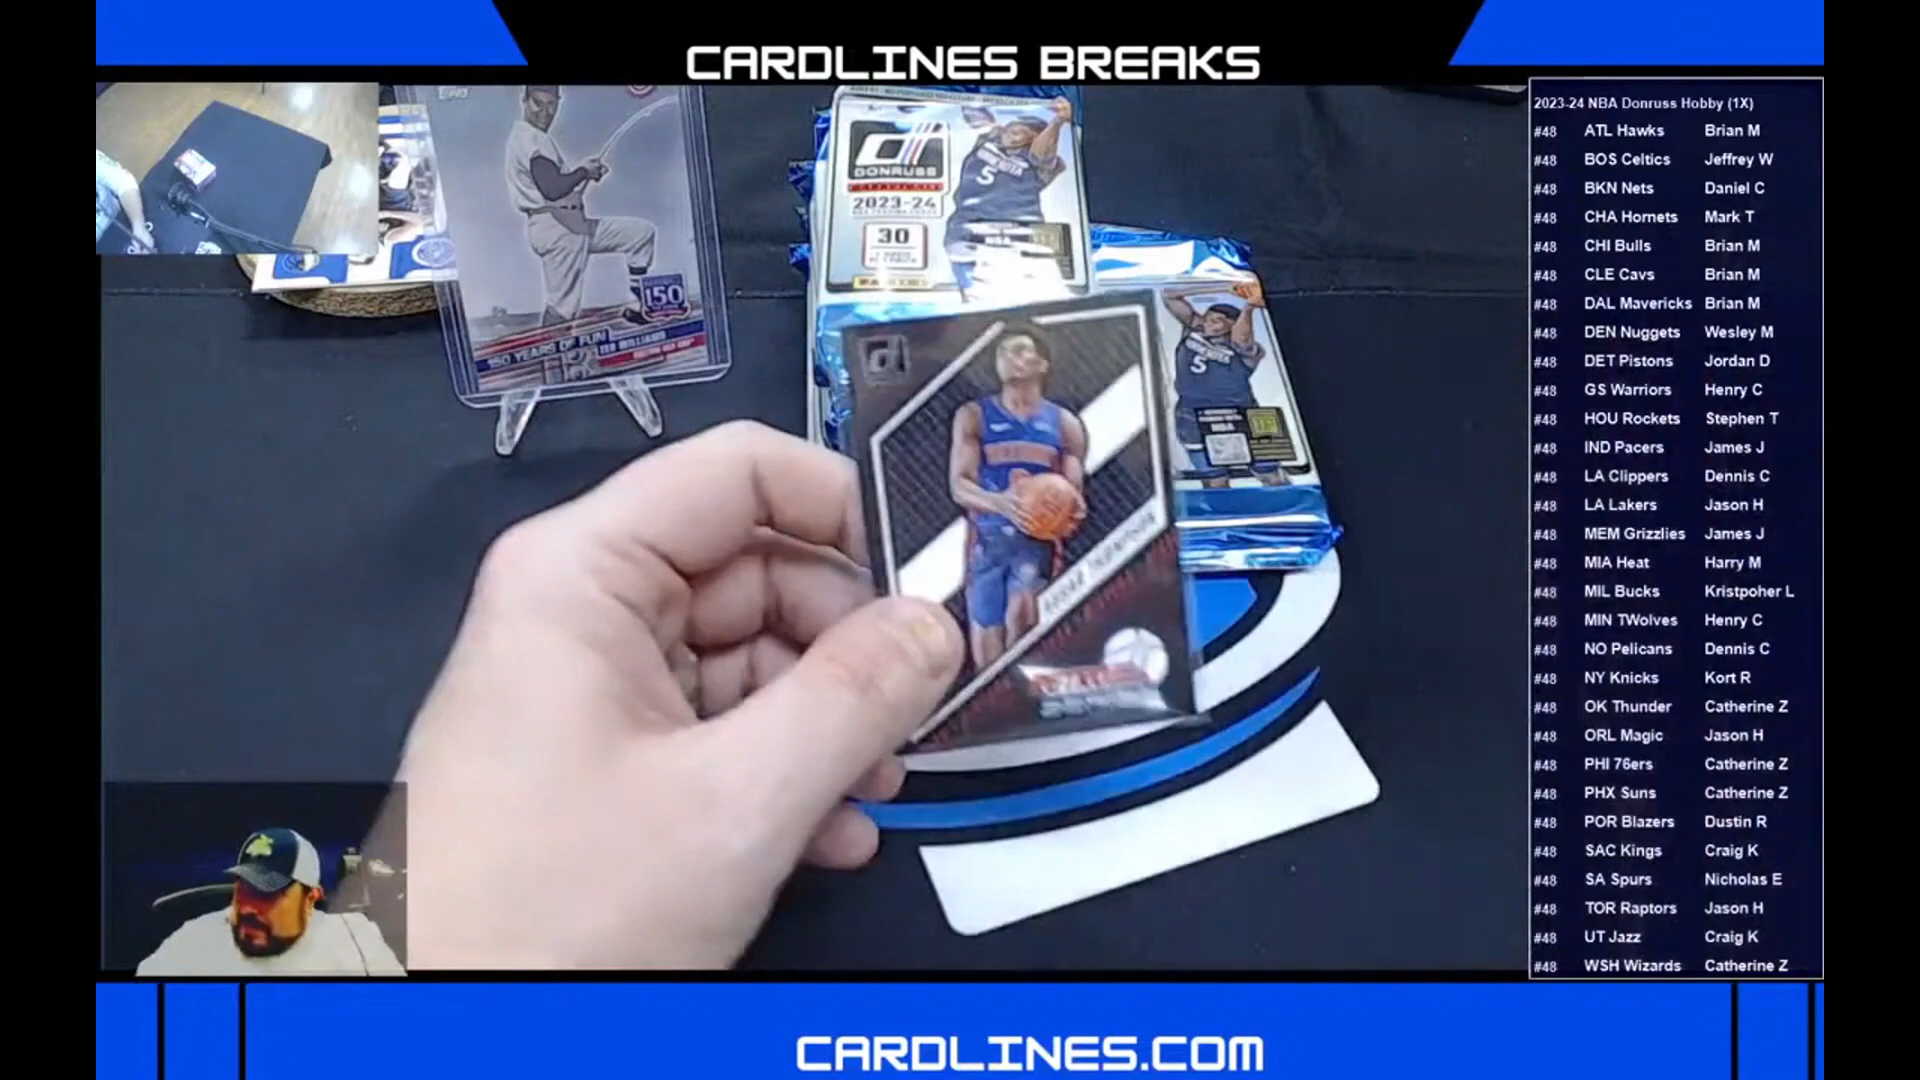 CARDLINES BREAKS
2023-24 NBA Donruss Hobby (1X)
#48 ATL Hawks Brian M
#48 BOS Celtics Jeffrey W
#48 BKN Nets Daniel C
#48 CHA Hornets Mark T
#48 CHI Bulls Brian M
#48 CLE Cavs Brian M
#48 DAL Mavericks Brian M
#48 DEN Nuggets Wesley M
#48 DET Pistons Jordan D
#48 GS Warriors Henry C
#48 HOU Rockets Stephen T
#48 IND Pacers James J
#48 LA Clippers Dennis C
#48 LA Lakers Jason H
#48 MEM Grizzlies James J
#48 MIA Heat Harry M
#48 MIL Bucks Kristpoher L
#48 MIN TWolves Henry C
#48 NO Pelicans Dennis C
#48 NY Knicks Kort R
#48 OK Thunder Catherine Z
#48 ORL Magic Jason H
#48 PHI 76ers Catherine Z
#48 PHX Suns Catherine Z
#48 POR Blazers Dustin R
#48 SAC Kings Craig K
#48 SA Spurs Nicholas E
#48 TOR Raptors Jason H
#48 UT Jazz Craig K
#48 WSH Wizards Catherine Z
DONRUSS
2023-24
30
5
NBA
5
NBA
150
150 YEARS OF FUN
TED WILLIAMS
d
CARDLINES.COM